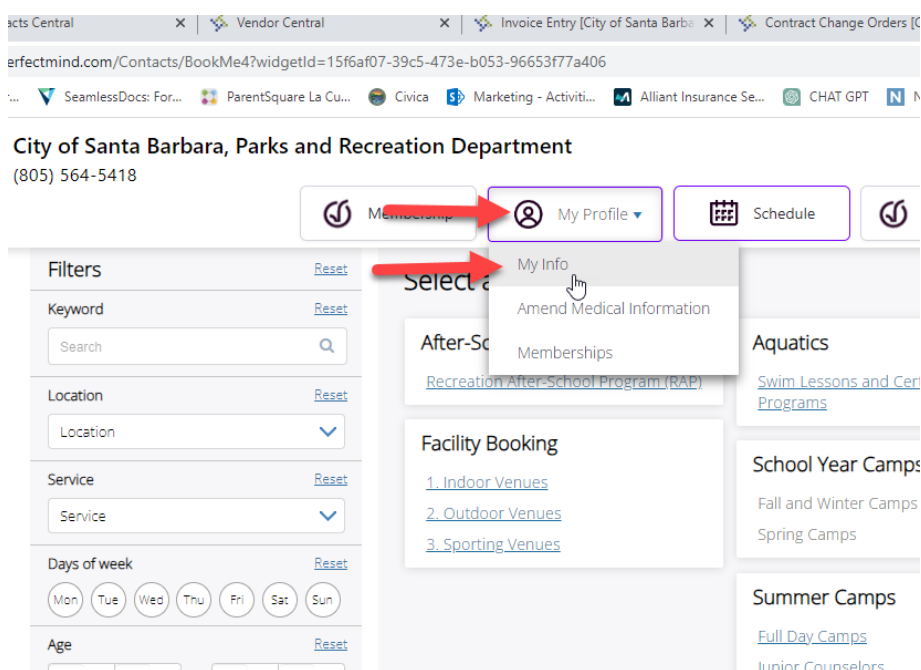 acts Central
Vendor Central
Invoice Entry [City of Santa Barba
Contract Change Orders [C
erfectmind.com/Contacts/BookMe4?widgetId=15f6af07-39c5-473e-b053-96653f77a406
r...
SeamlessDocs: For...
ParentSquare La Cu...
Civica
Marketing - Activiti...
Alliant Insurance Se...
CHAT GPT
N
City of Santa Barbara, Parks and Recreation Department
(805) 564-5418
Membership
My Profile
Schedule
Filters
Reset
My Info
Select a
Amend Medical Information
Memberships
Keyword
Reset
Search
Location
Reset
Location
Service
Reset
Service
Days of week
Reset
Mon Tue Wed Thu Fri Sat Sun
Age
Reset
After-Sc
Recreation After-School Program (RAP)
Facility Booking
1. Indoor Venues
2. Outdoor Venues
3. Sporting Venues
Aquatics
Swim Lessons and Cert
Programs
School Year Camps
Fall and Winter Camps
Spring Camps
Summer Camps
Full Day Camps
Junior Counselors